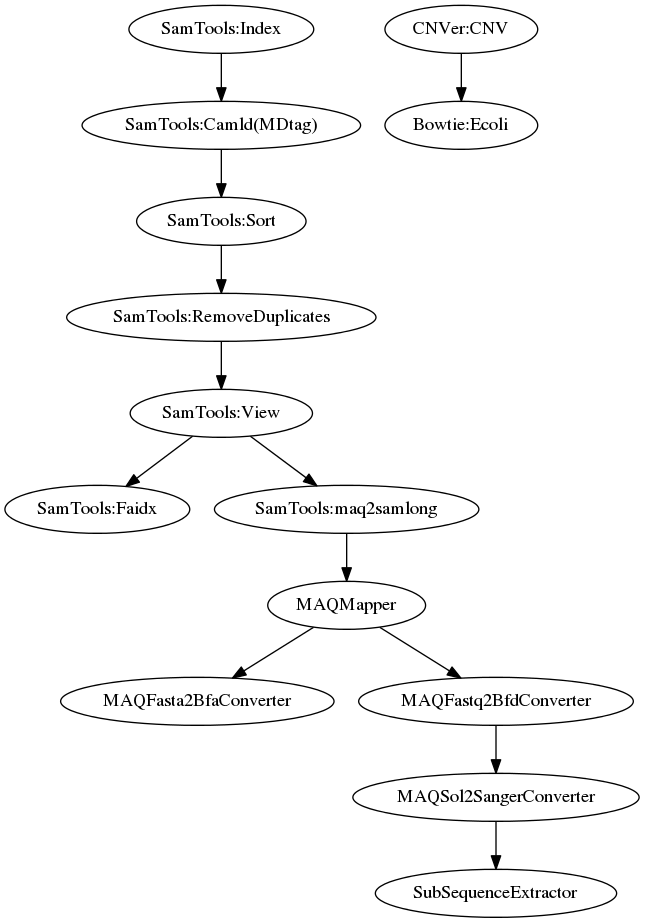 SamTools:Index
CNVer:CNV
SamTools:CamId(MDtag)
Bowtie:Ecoli
SamTools:Sort
SamTools:RemoveDuplicates
SamTools:View
SamTools:Faidx
SamTools:maq2samlong
MAQMapper
MAQFasta2BfaConverter
MAQFastq2BfdConverter
MAQSol2SangerConverter
SubSequenceExtractor